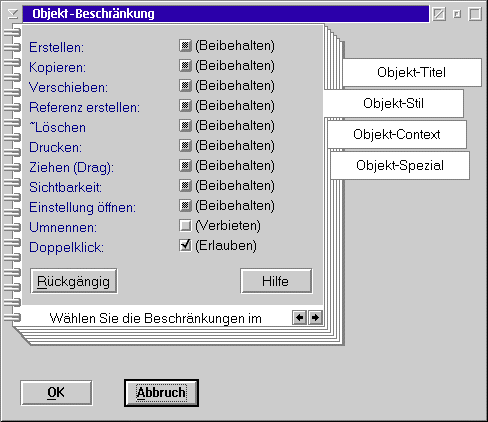 Objekt-Beschränkung
Erstellen: (Beibehalten)
Kopieren: (Beibehalten)
Verschieben: (Beibehalten)
Referenz erstellen: (Beibehalten)
~Löschen (Beibehalten)
Drucken: (Beibehalten)
Ziehen (Drag): (Beibehalten)
Sichtbarkeit: (Beibehalten)
Einstellung öffnen: (Beibehalten)
Umnennen: (Verbieten)
Doppelklick: (Erlauben)
Rückgängig Hilfe
Wählen Sie die Beschränkungen im
Objekt-Titel
Objekt-Stil
Objekt-Context
Objekt-Spezial
OK Abbruch